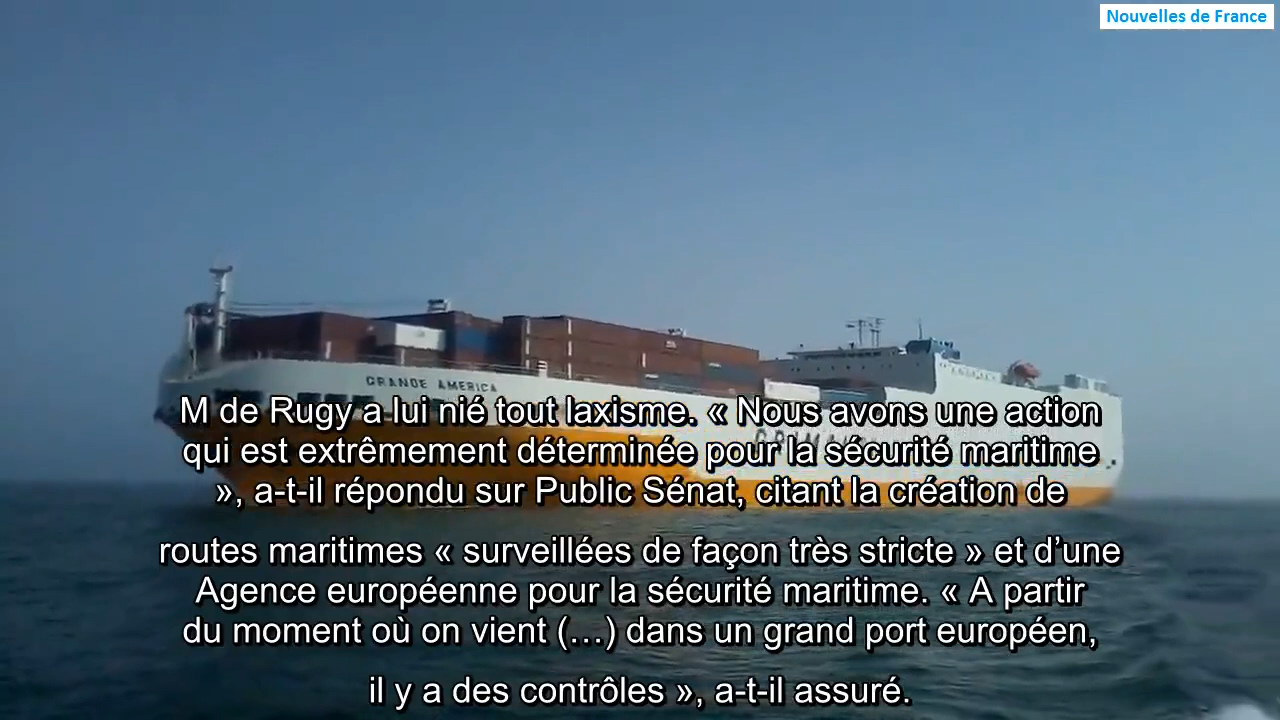 Nouvelles de France
GRANDE AMERICA
M de Rugy a lui nié tout laxisme. « Nous avons une action
qui est extrêmement déterminée pour la sécurité maritime
», a-t-il répondu sur Public Sénat, citant la création de
routes maritimes « surveillées de façon très stricte » et d’une
Agence européenne pour la sécurité maritime. « A partir
du moment où on vient (…) dans un grand port européen,
il y a des contrôles », a-t-il assuré.